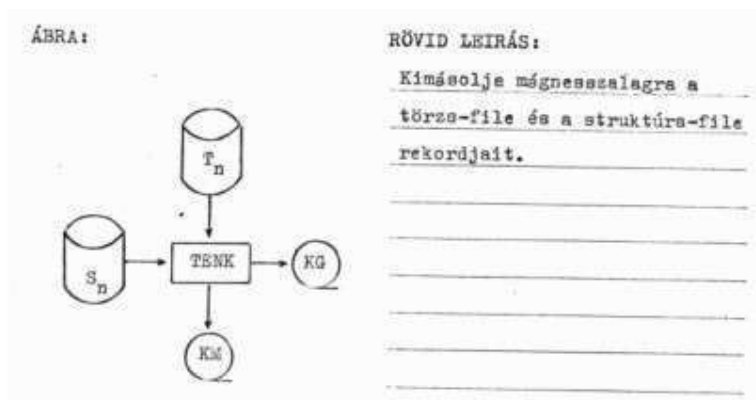 ÁBRA:
RÖVID LEIRÁS:
Kimásolja mágnesszalagra a
törzs-file és a struktúra-file
rekordjait.
Tn
Sn
TENK
KG
KM